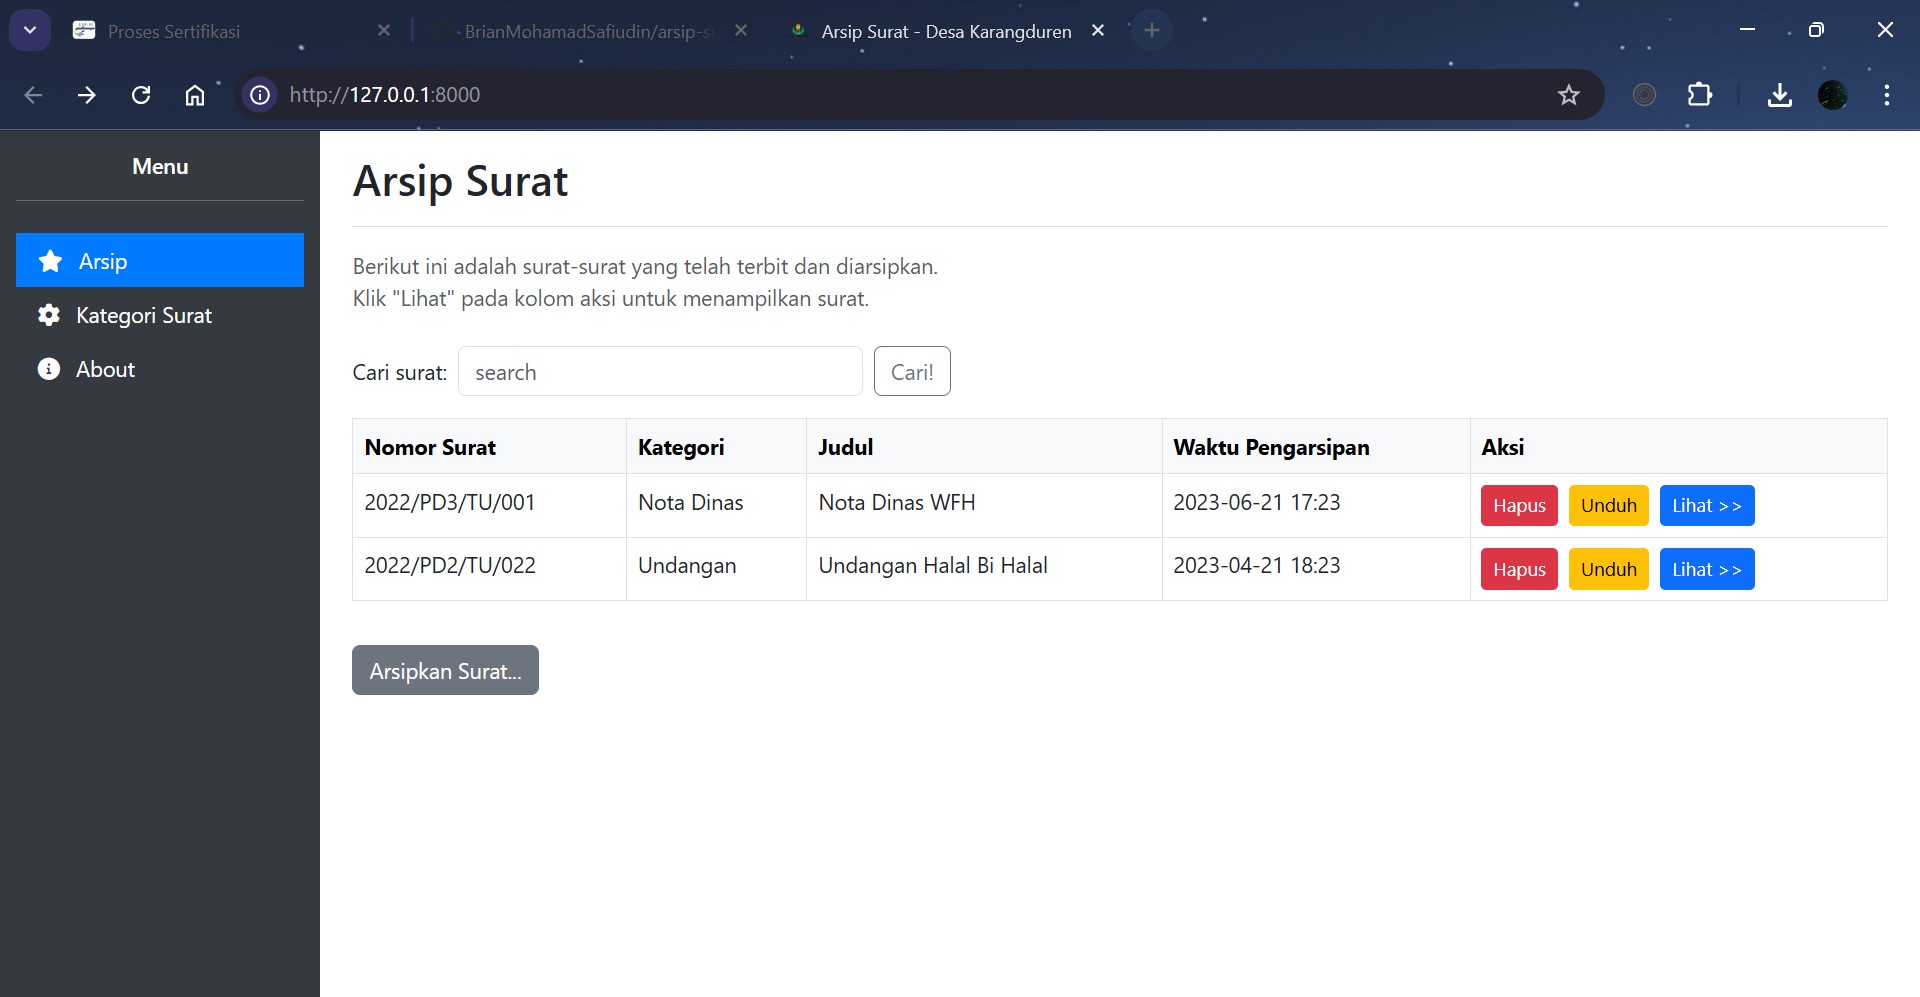 Proses Sertifikasi
BrianMohamadSafiudin/arsip-s
Arsip Surat - Desa Karangduren
http://127.0.0.1:8000
Menu
Arsip
Kategori Surat
About
Arsip Surat
Berikut ini adalah surat-surat yang telah terbit dan diarsipkan.
Klik "Lihat" pada kolom aksi untuk menampilkan surat.
Cari surat: search Cari!
Nomor Surat Kategori Judul Waktu Pengarsipan Aksi
2022/PD3/TU/001 Nota Dinas Nota Dinas WFH 2023-06-21 17:23 Hapus Unduh Lihat >>
2022/PD2/TU/022 Undangan Undangan Halal Bi Halal 2023-04-21 18:23 Hapus Unduh Lihat >>
Arsipkan Surat...